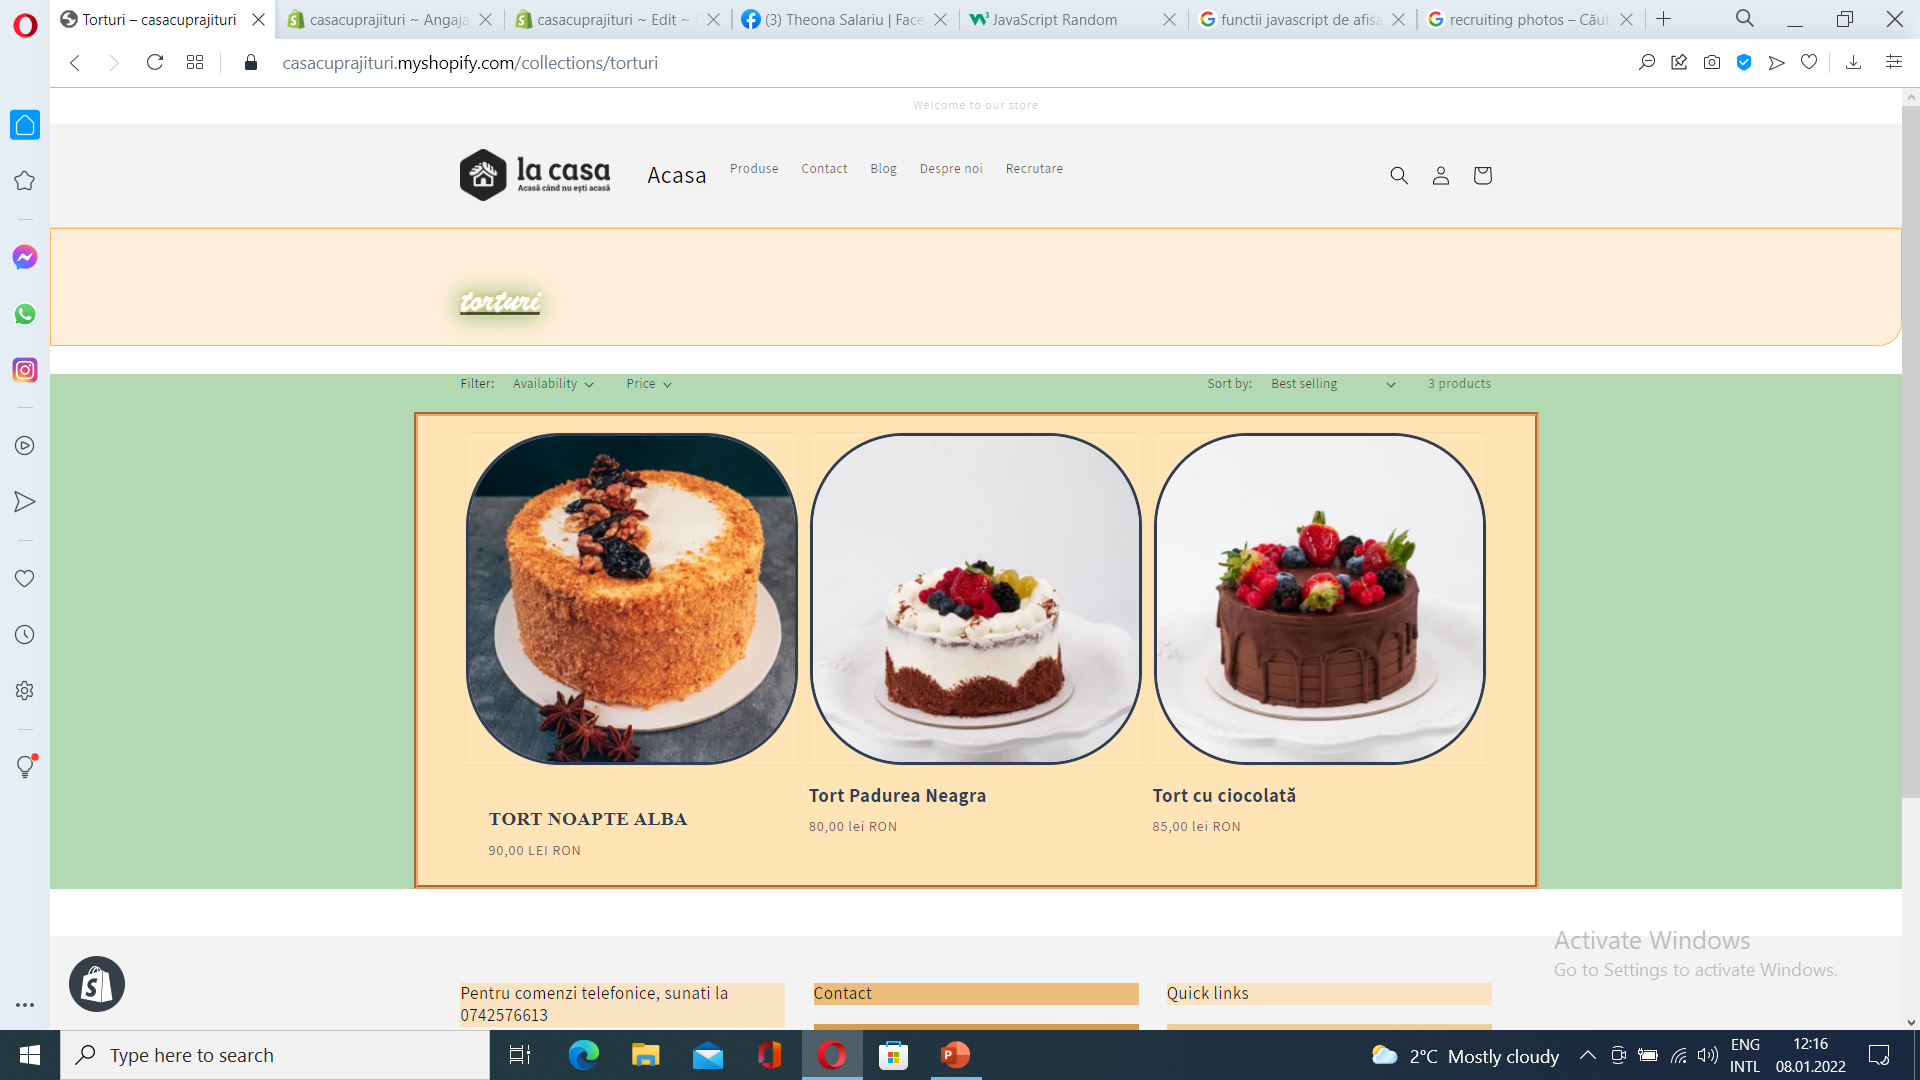 Torturi – casacuprajituri
casacuprajituri ~ Angaja
casacuprajituri ~ Edit ~
(3) Theona Salariu | Face
JavaScript Random
functii javascript de afisa
recruiting photos – Căut
casacuprajituri.myshopify.com/collections/torturi
Welcome to our store
la casa
Acasă când nu ești acasă
Acasa
Produse
Contact
Blog
Despre noi
Recrutare
torturi
Filter:
Availability
Price
Sort by:
Best selling
3 products
TORT NOAPTE ALBA
90,00 LEI RON
Tort Padurea Neagra
80,00 lei RON
Tort cu ciocolată
85,00 lei RON
Activate Windows
Go to Settings to activate Windows.
Pentru comenzi telefonice, sunati la
0742576613
Contact
Quick links
Type here to search
2°C Mostly cloudy
ENG
INTL
12:16
08.01.2022